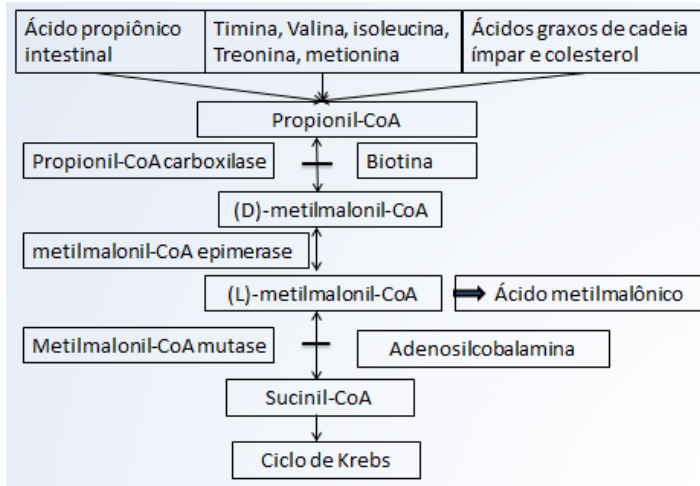 Ácido propiônico
intestinal
Timina, Valina, isoleucina,
Treonina, metionina
Ácidos graxos de cadeia
ímpar e colesterol
Propionil-CoA
Propionil-CoA carboxilase
Biotina
(D)-metilmalonil-CoA
metilmalonil-CoA epimerase
(L)-metilmalonil-CoA
Ácido metilmalônico
Metilmalonil-CoA mutase
Adenosilcobalamina
Sucinil-CoA
Ciclo de Krebs